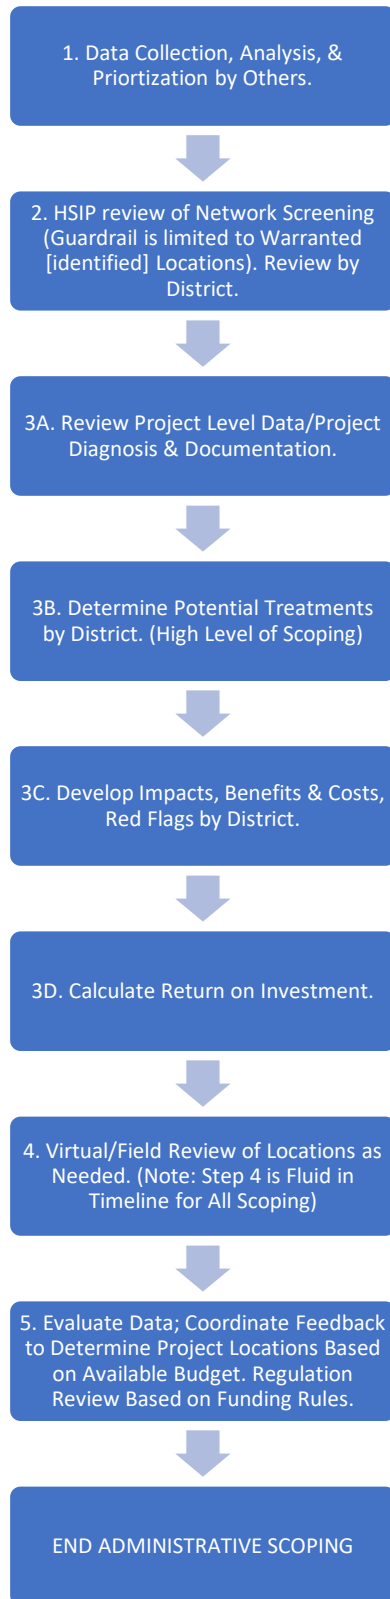 1. Data Collection, Analysis, &
Priortization by Others.
2. HSIP review of Network Screening
(Guardrail is limited to Warranted
[identified] Locations). Review by
District.
3A. Review Project Level Data/Project
Diagnosis & Documentation.
3B. Determine Potential Treatments
by District. (High Level of Scoping)
3C. Develop Impacts, Benefits & Costs,
Red Flags by District.
3D. Calculate Return on Investment.
4. Virtual/Field Review of Locations as
Needed. (Note: Step 4 is Fluid in
Timeline for All Scoping)
5. Evaluate Data; Coordinate Feedback
to Determine Project Locations Based
on Available Budget. Regulation
Review Based on Funding Rules.
END ADMINISTRATIVE SCOPING